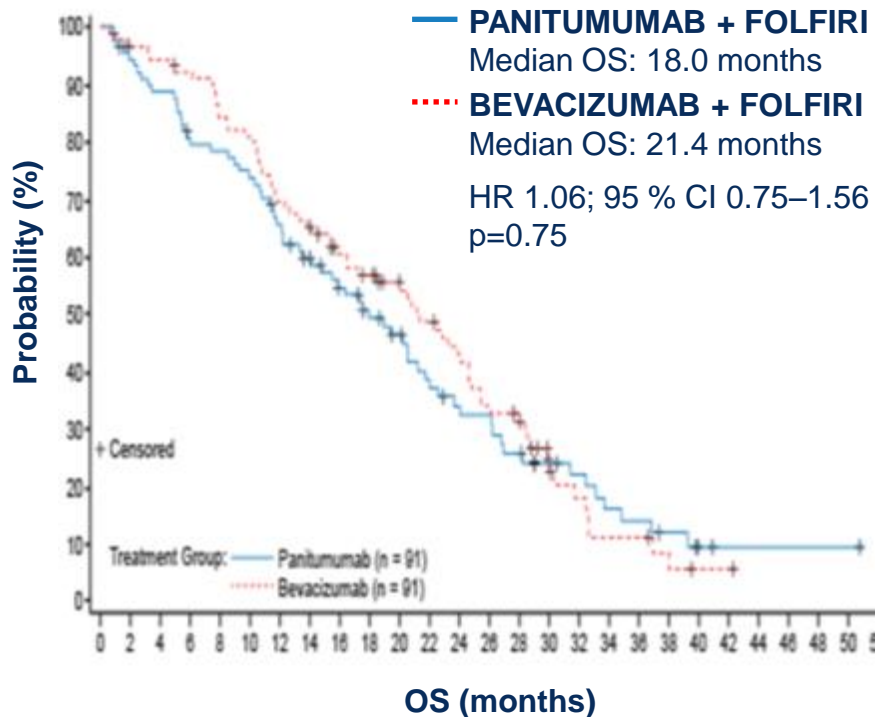 PANITUMUMAB + FOLFIRI
Median OS: 18.0 months
BEVACIZUMAB + FOLFIRI
Median OS: 21.4 months
HR 1.06; 95 % CI 0.75–1.56
p=0.75
Probability (%)
100
90
80
70
60
50
40
30
20
10
0
+ Censored
Treatment Group:
Panitumumab (n = 91)
Bevacizumab (n = 91)
0 2 4 6 8 10 12 14 16 18 20 22 24 26 28 30 32 34 36 38 40 42 44 46 48 50
OS (months)